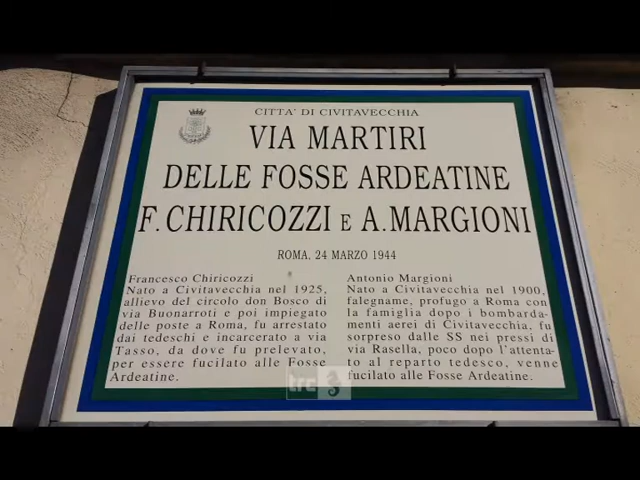 CITTA' DI CIVITAVECCHIA
VIA MARTIRI
DELLE FOSSE ARDEATINE
F. CHIRICOZZI E A. MARGIONI
ROMA, 24 MARZO 1944
Francesco Chiricozzi
Nato a Civitavecchia nel 1925,
allievo del circolo don Bosco di
via Buonarroti e poi impiegato
delle poste a Roma, fu arrestato
dai tedeschi e incarcerato a via
Tasso, da dove fu prelevato,
per essere fucilato alle Fosse
Ardeatine.
Antonio Margioni
Nato a Civitavecchia nel 1900,
falegname, profugo a Roma con
la famiglia dopo i bombarda-
menti aerei di Civitavecchia, fu
sorpreso dalle SS nei pressi di
via Rasella, poco dopo l'attenta-
to al reparto tedesco, venne
fucilato alle Fosse Ardeatine.
trc